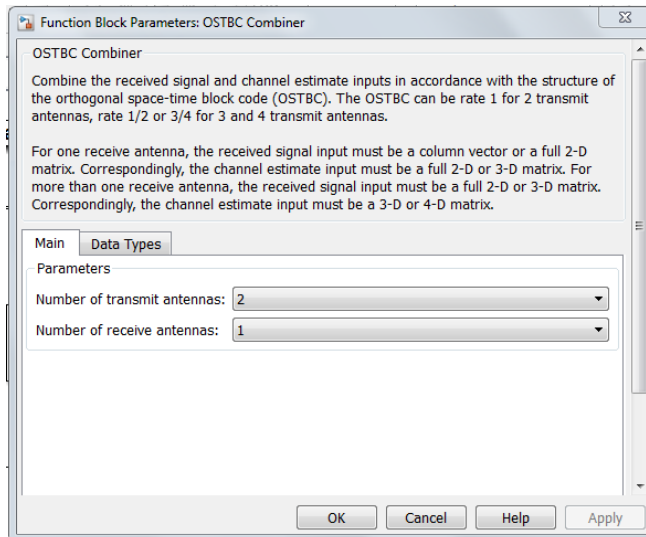 Function Block Parameters: OSTBC Combiner
OSTBC Combiner
Combine the received signal and channel estimate inputs in accordance with the structure of
the orthogonal space-time block code (OSTBC). The OSTBC can be rate 1 for 2 transmit
antennas, rate 1/2 or 3/4 for 3 and 4 transmit antennas.
For one receive antenna, the received signal input must be a column vector or a full 2-D
matrix. Correspondingly, the channel estimate input must be a full 2-D or 3-D matrix. For
more than one receive antenna, the received signal input must be a full 2-D or 3-D matrix.
Correspondingly, the channel estimate input must be a 3-D or 4-D matrix.
Main Data Types
Parameters
Number of transmit antennas: 2
Number of receive antennas: 1
OK Cancel Help Apply